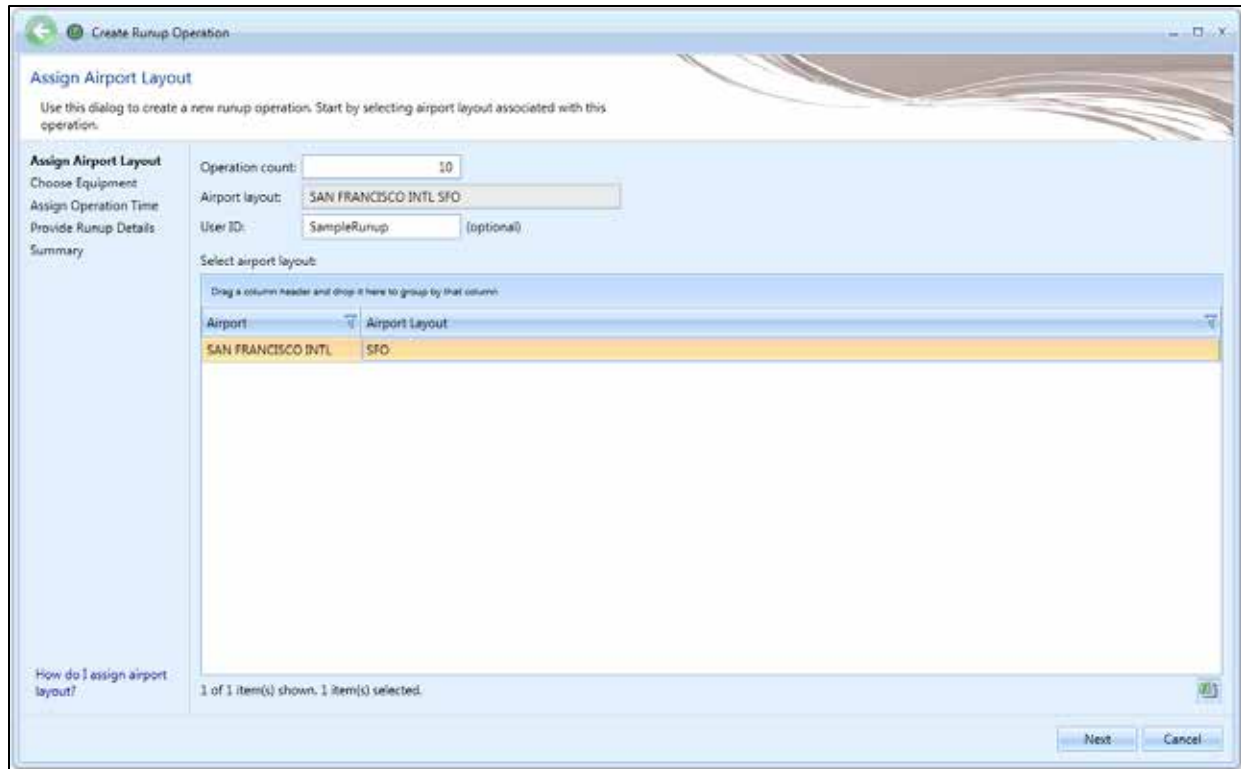 Create Runup Operation
Assign Airport Layout
Use this dialog to create a new runup operation. Start by selecting airport layout associated with this
operation.
Assign Airport Layout
Choose Equipment
Assign Operation Time
Provide Runup Details
Summary
Operation count: 10
Airport layout: SAN FRANCISCO INTL SFO
User ID: SampleRunup (optional)
Select airport layout:
Drag a column header and drop it here to group by that column
Airport Airport Layout
SAN FRANCISCO INTL SFO
How do I assign airport
layout?
1 of 1 item(s) shown. 1 item(s) selected.
Next Cancel